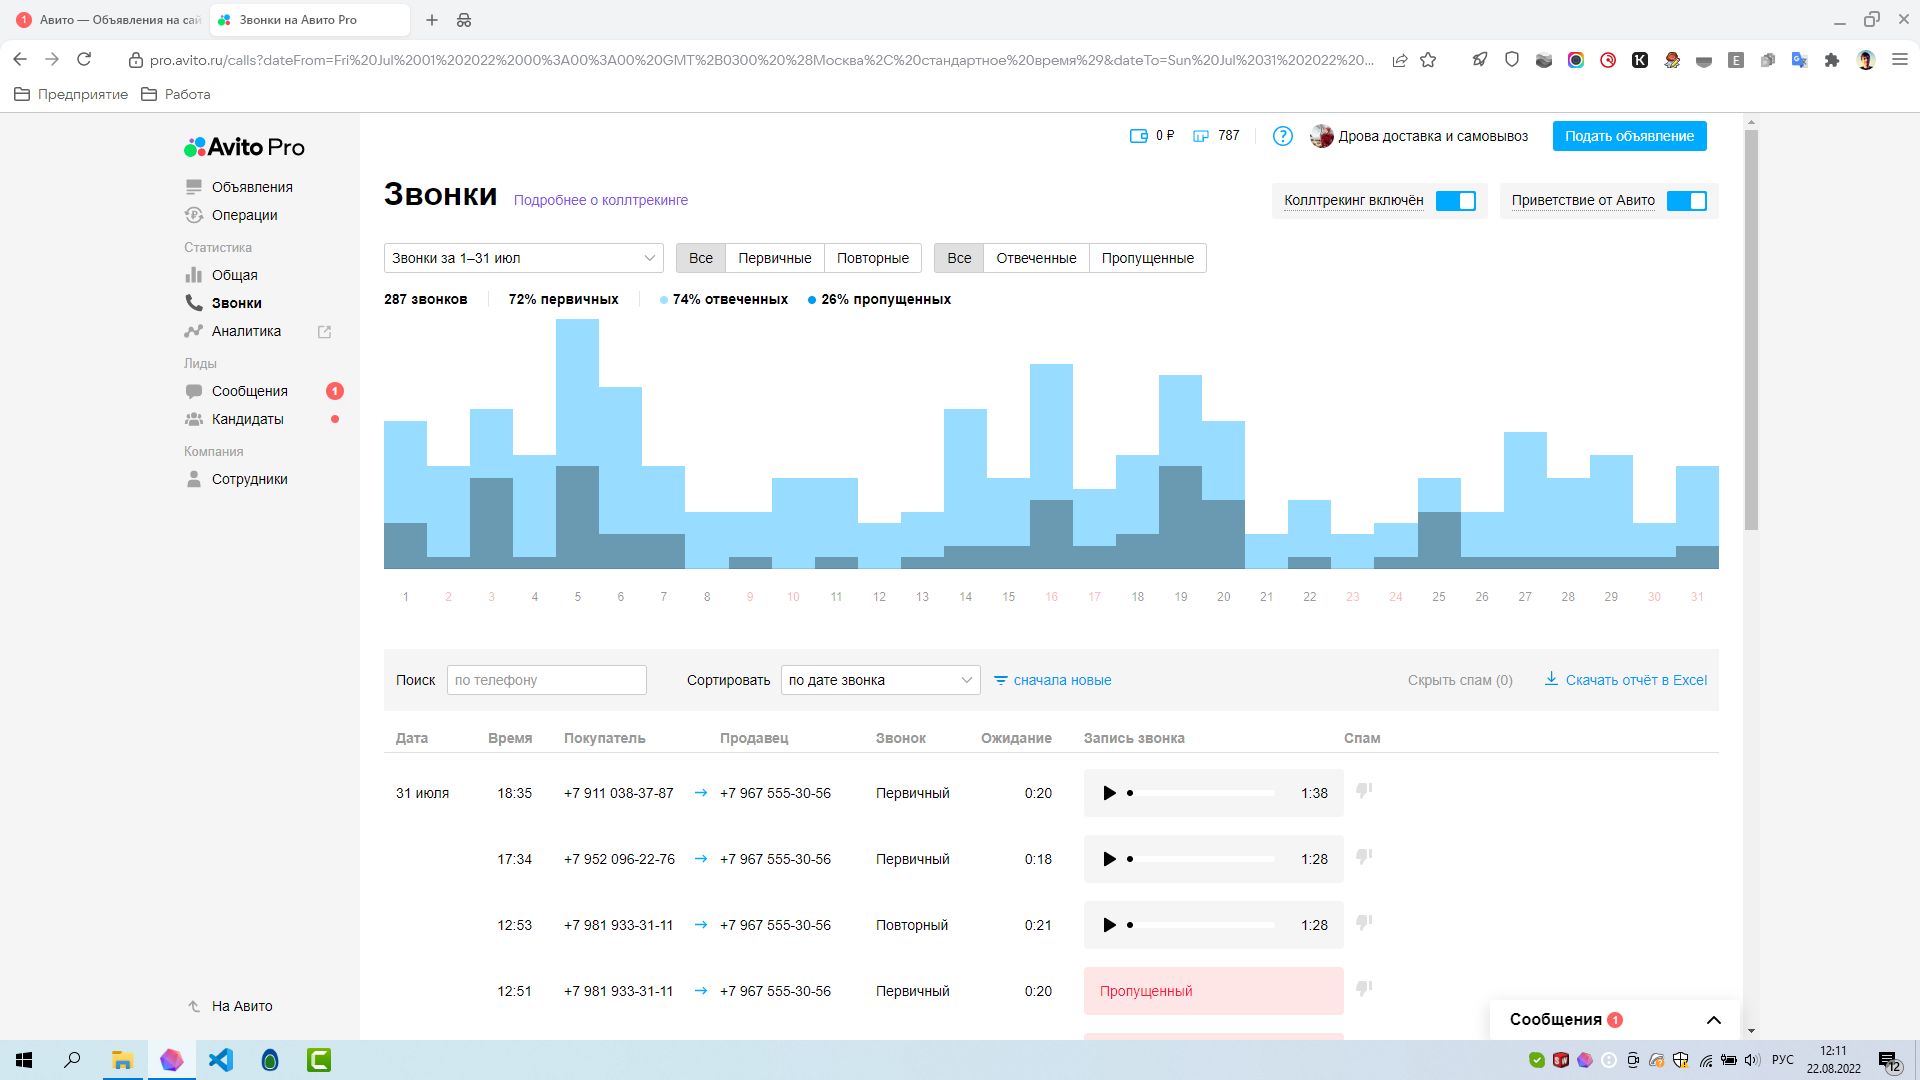 1 Авито — Объявления на сай
Звонки на Авито Pro
pro.avito.ru/calls?dateFrom=Fri%20Jul%2001%202022%2000%3A00%3A00%20GMT%2B0300%20%28Москва%2C%20стандартное%20время%29&dateTo=Sun%20Jul%2031%202022%20...
Предприятие Работа
Avito Pro
0 ₽ 787 ? Дрова доставка и самовывоз Подать объявление
Объявления
Операции
Статистика
Общая
Звонки
Аналитика
Лиды
Сообщения 1
Кандидаты
Компания
Сотрудники
На Авито
Звонки Подробнее о коллтрекинге Коллтрекинг включён Приветствие от Авито
Звонки за 1–31 июл Все Первичные Повторные Все Отвеченные Пропущенные
287 звонков 72% первичных 74% отвеченных 26% пропущенных
1 2 3 4 5 6 7 8 9 10 11 12 13 14 15 16 17 18 19 20 21 22 23 24 25 26 27 28 29 30 31
Поиск по телефону Сортировать по дате звонка сначала новые Скрыть спам (0) Скачать отчёт в Excel
Дата Время Покупатель Продавец Звонок Ожидание Запись звонка Спам
31 июля 18:35 +7 911 038-37-87 → +7 967 555-30-56 Первичный 0:20 1:38
17:34 +7 952 096-22-76 → +7 967 555-30-56 Первичный 0:18 1:28
12:53 +7 981 933-31-11 → +7 967 555-30-56 Повторный 0:21 1:28
12:51 +7 981 933-31-11 → +7 967 555-30-56 Первичный 0:20 Пропущенный
Сообщения 1
РУС 12:11
22.08.2022
12